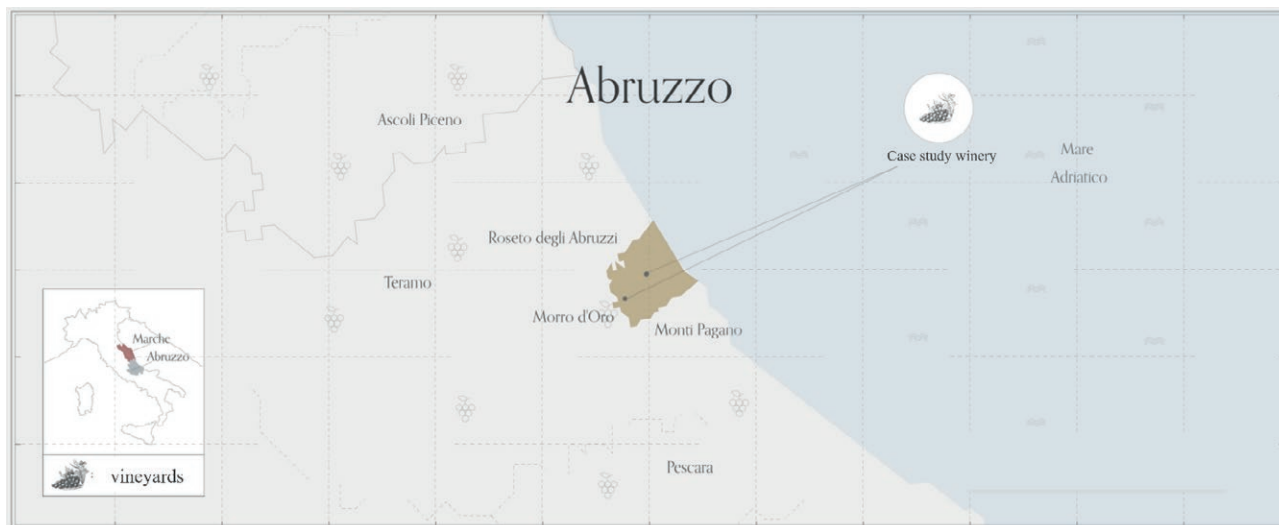 Abruzzo
Ascoli Piceno
Case study winery
Mare
Adriatico
Roseto degli Abruzzi
Teramo
Morro d'Oro
Monti Pagano
Marche
Abruzzo
Pescara
vineyards